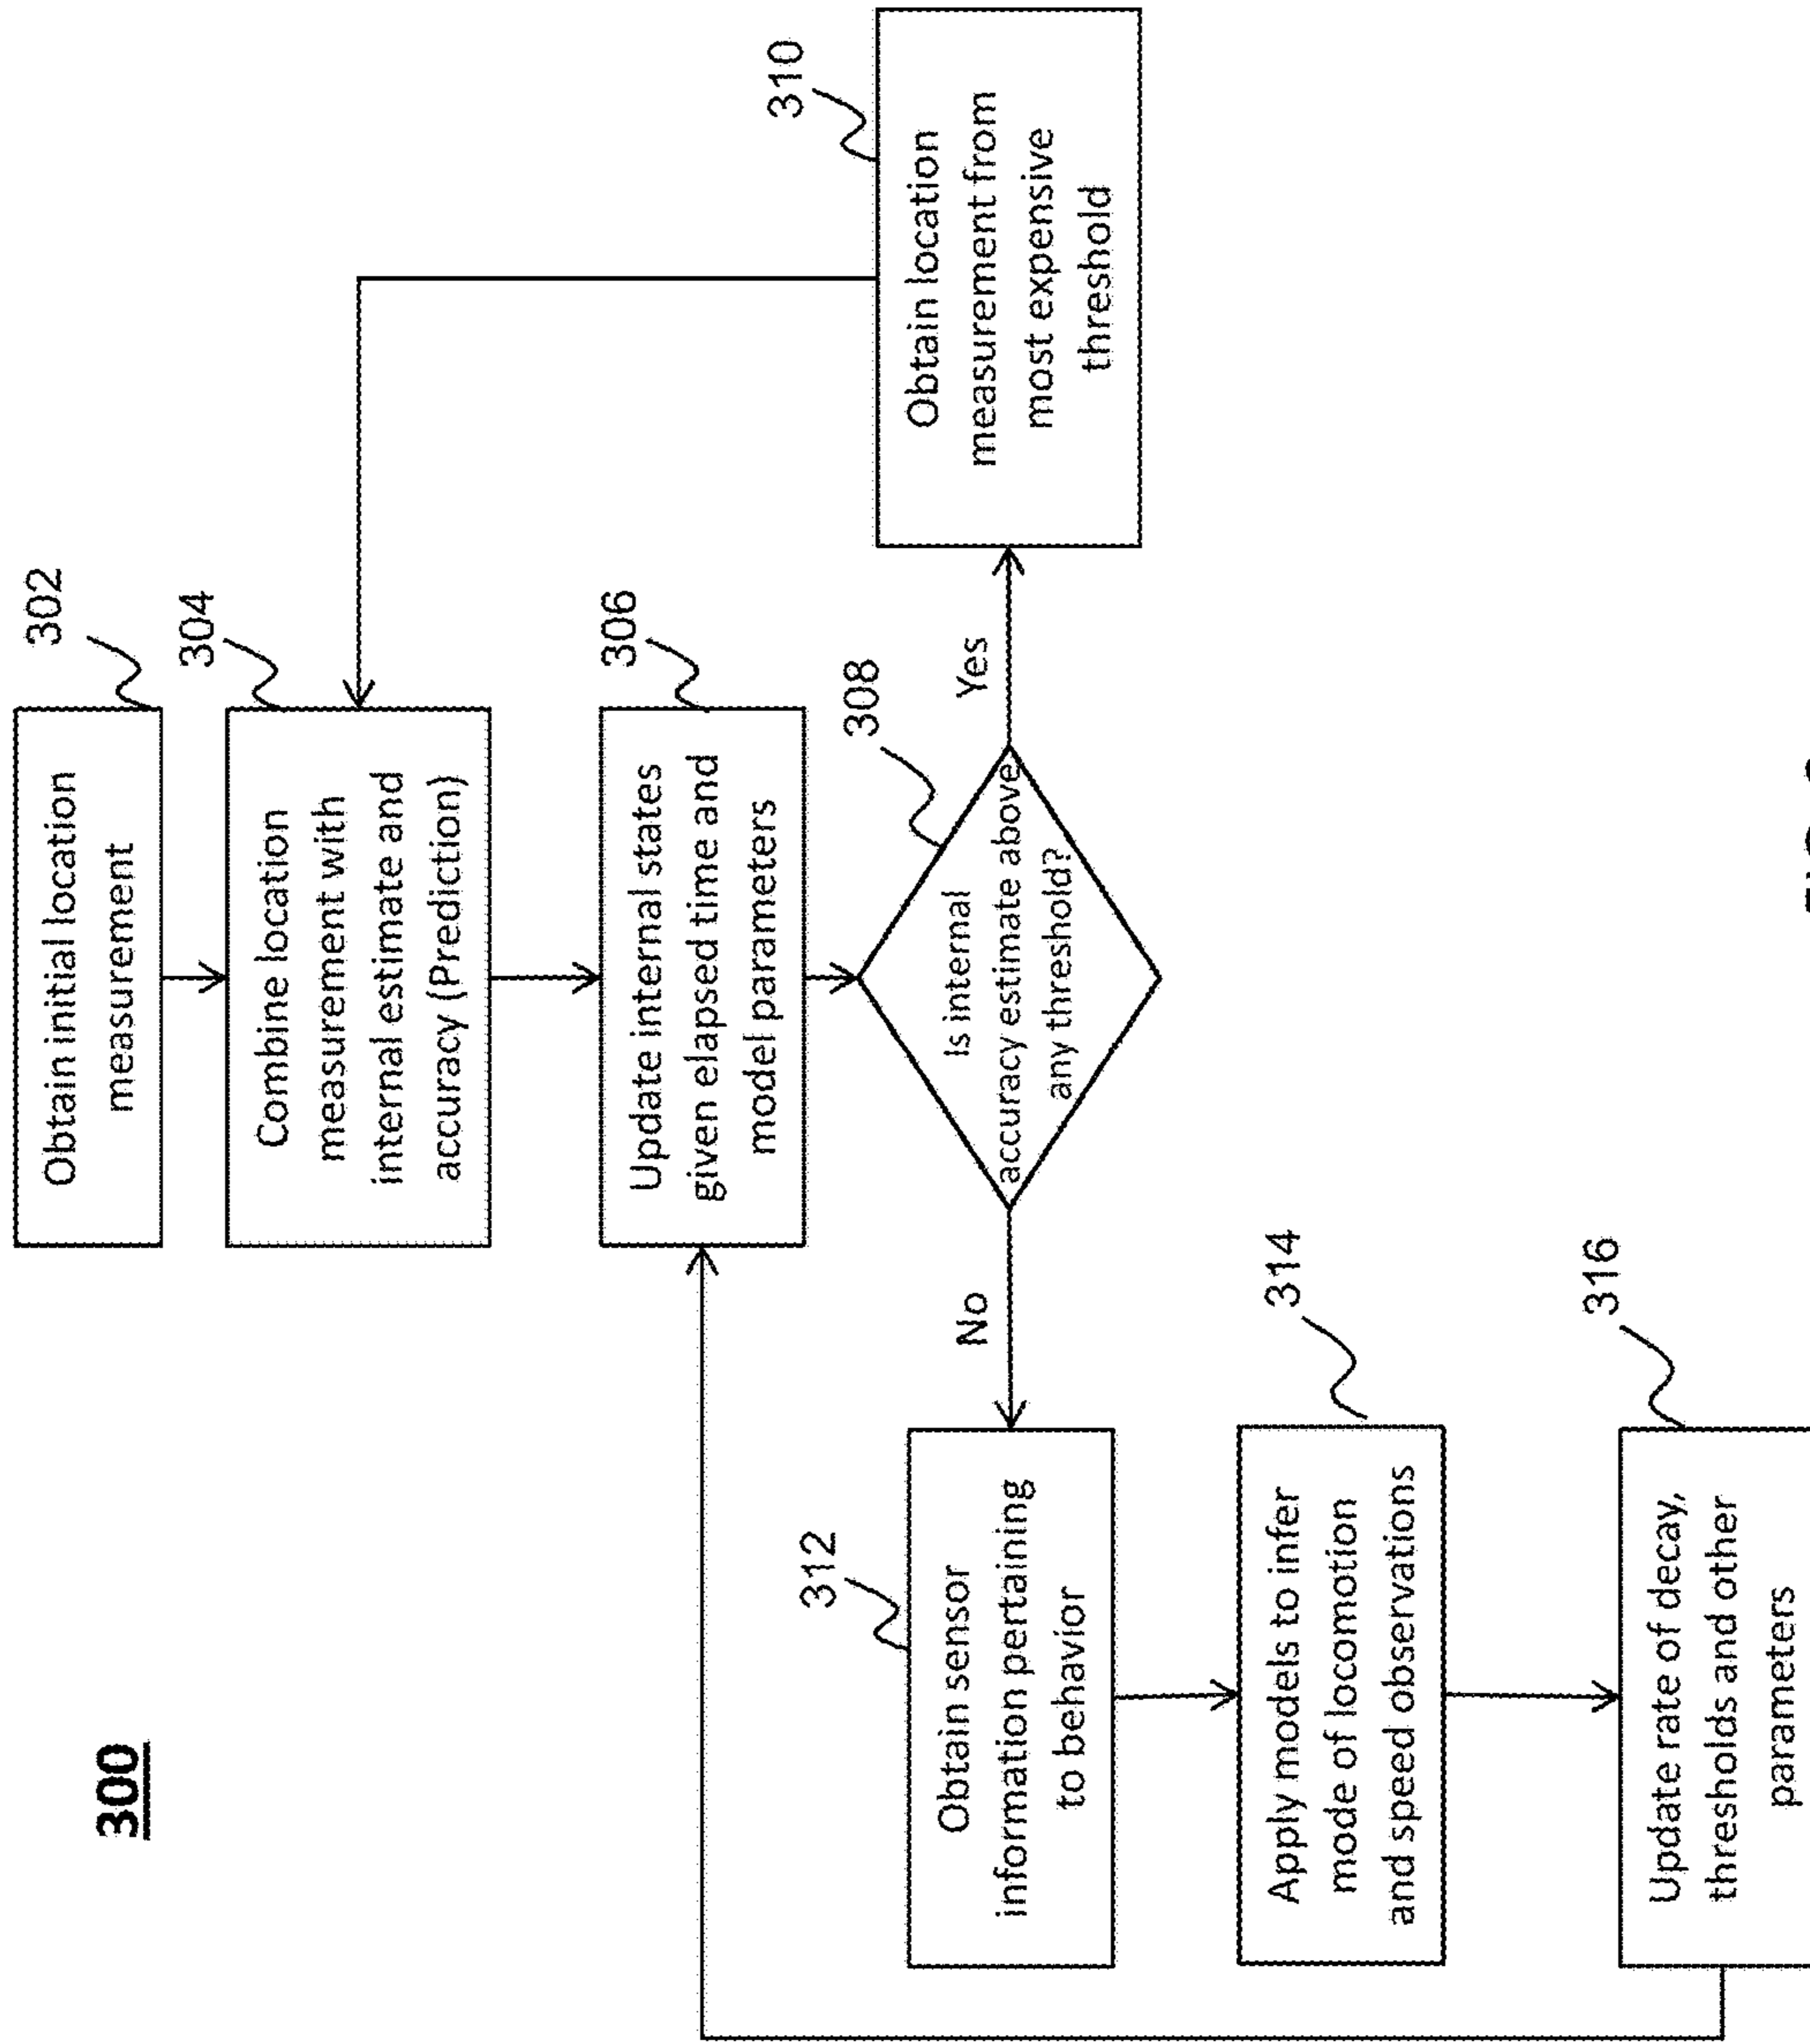 300
302
Obtain initial location
measurement
304
Combine location
measurement with
internal estimate and
accuracy (Prediction)
306
Update internal states
given elapsed time and
model parameters
308
Is internal
accuracy estimate above
any threshold?
Yes
No
310
Obtain location
measurement from
most expensive
threshold
312
Obtain sensor
information pertaining
to behavior
314
Apply models to infer
mode of locomotion
and speed observations
316
Update rate of decay,
thresholds and other
parameters